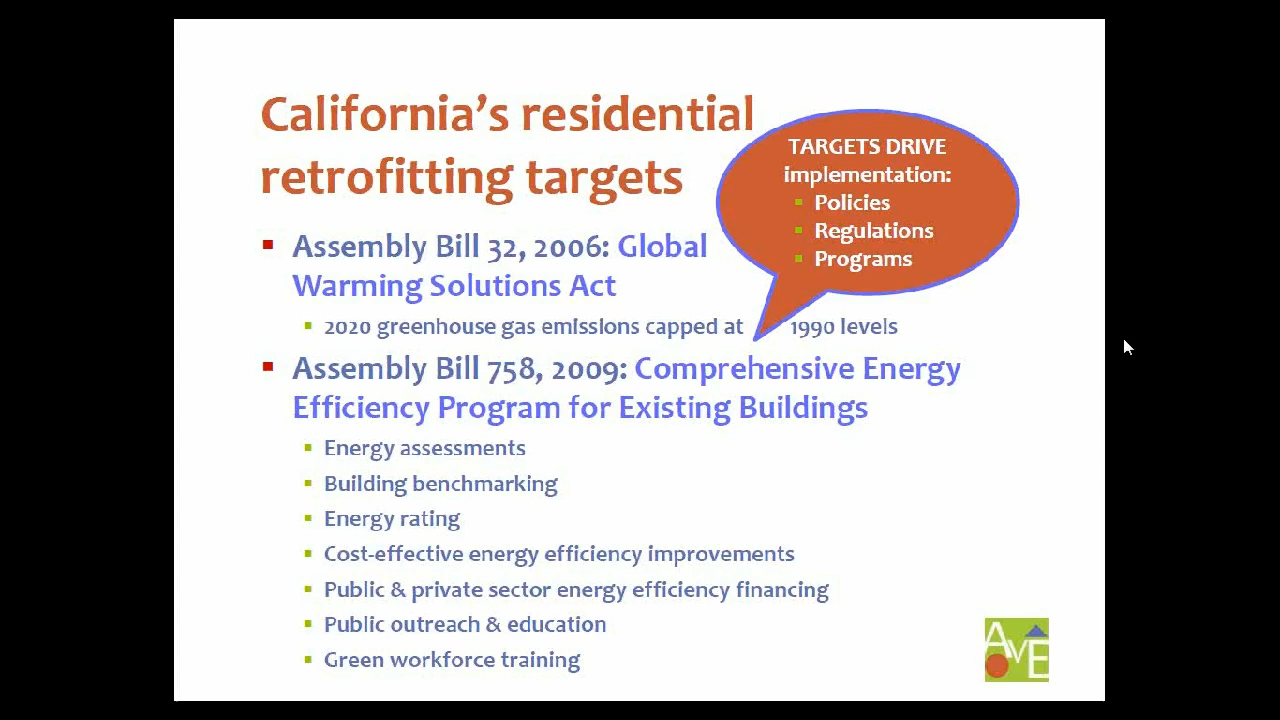 California's residential
retrofitting targets
TARGETS DRIVE
implementation:
Policies
Regulations
Programs
Assembly Bill 32, 2006: Global
Warming Solutions Act
2020 greenhouse gas emissions capped at 1990 levels
Assembly Bill 758, 2009: Comprehensive Energy
Efficiency Program for Existing Buildings
Energy assessments
Building benchmarking
Energy rating
Cost-effective energy efficiency improvements
Public & private sector energy efficiency financing
Public outreach & education
Green workforce training
AVE